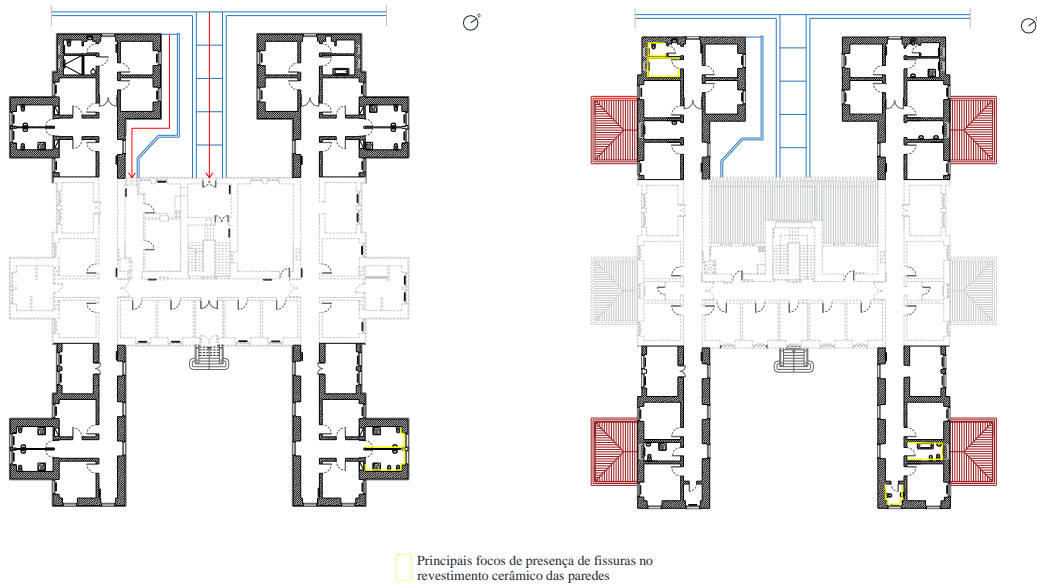 Principais focos de presença de fissuras no
revestimento cerâmico das paredes